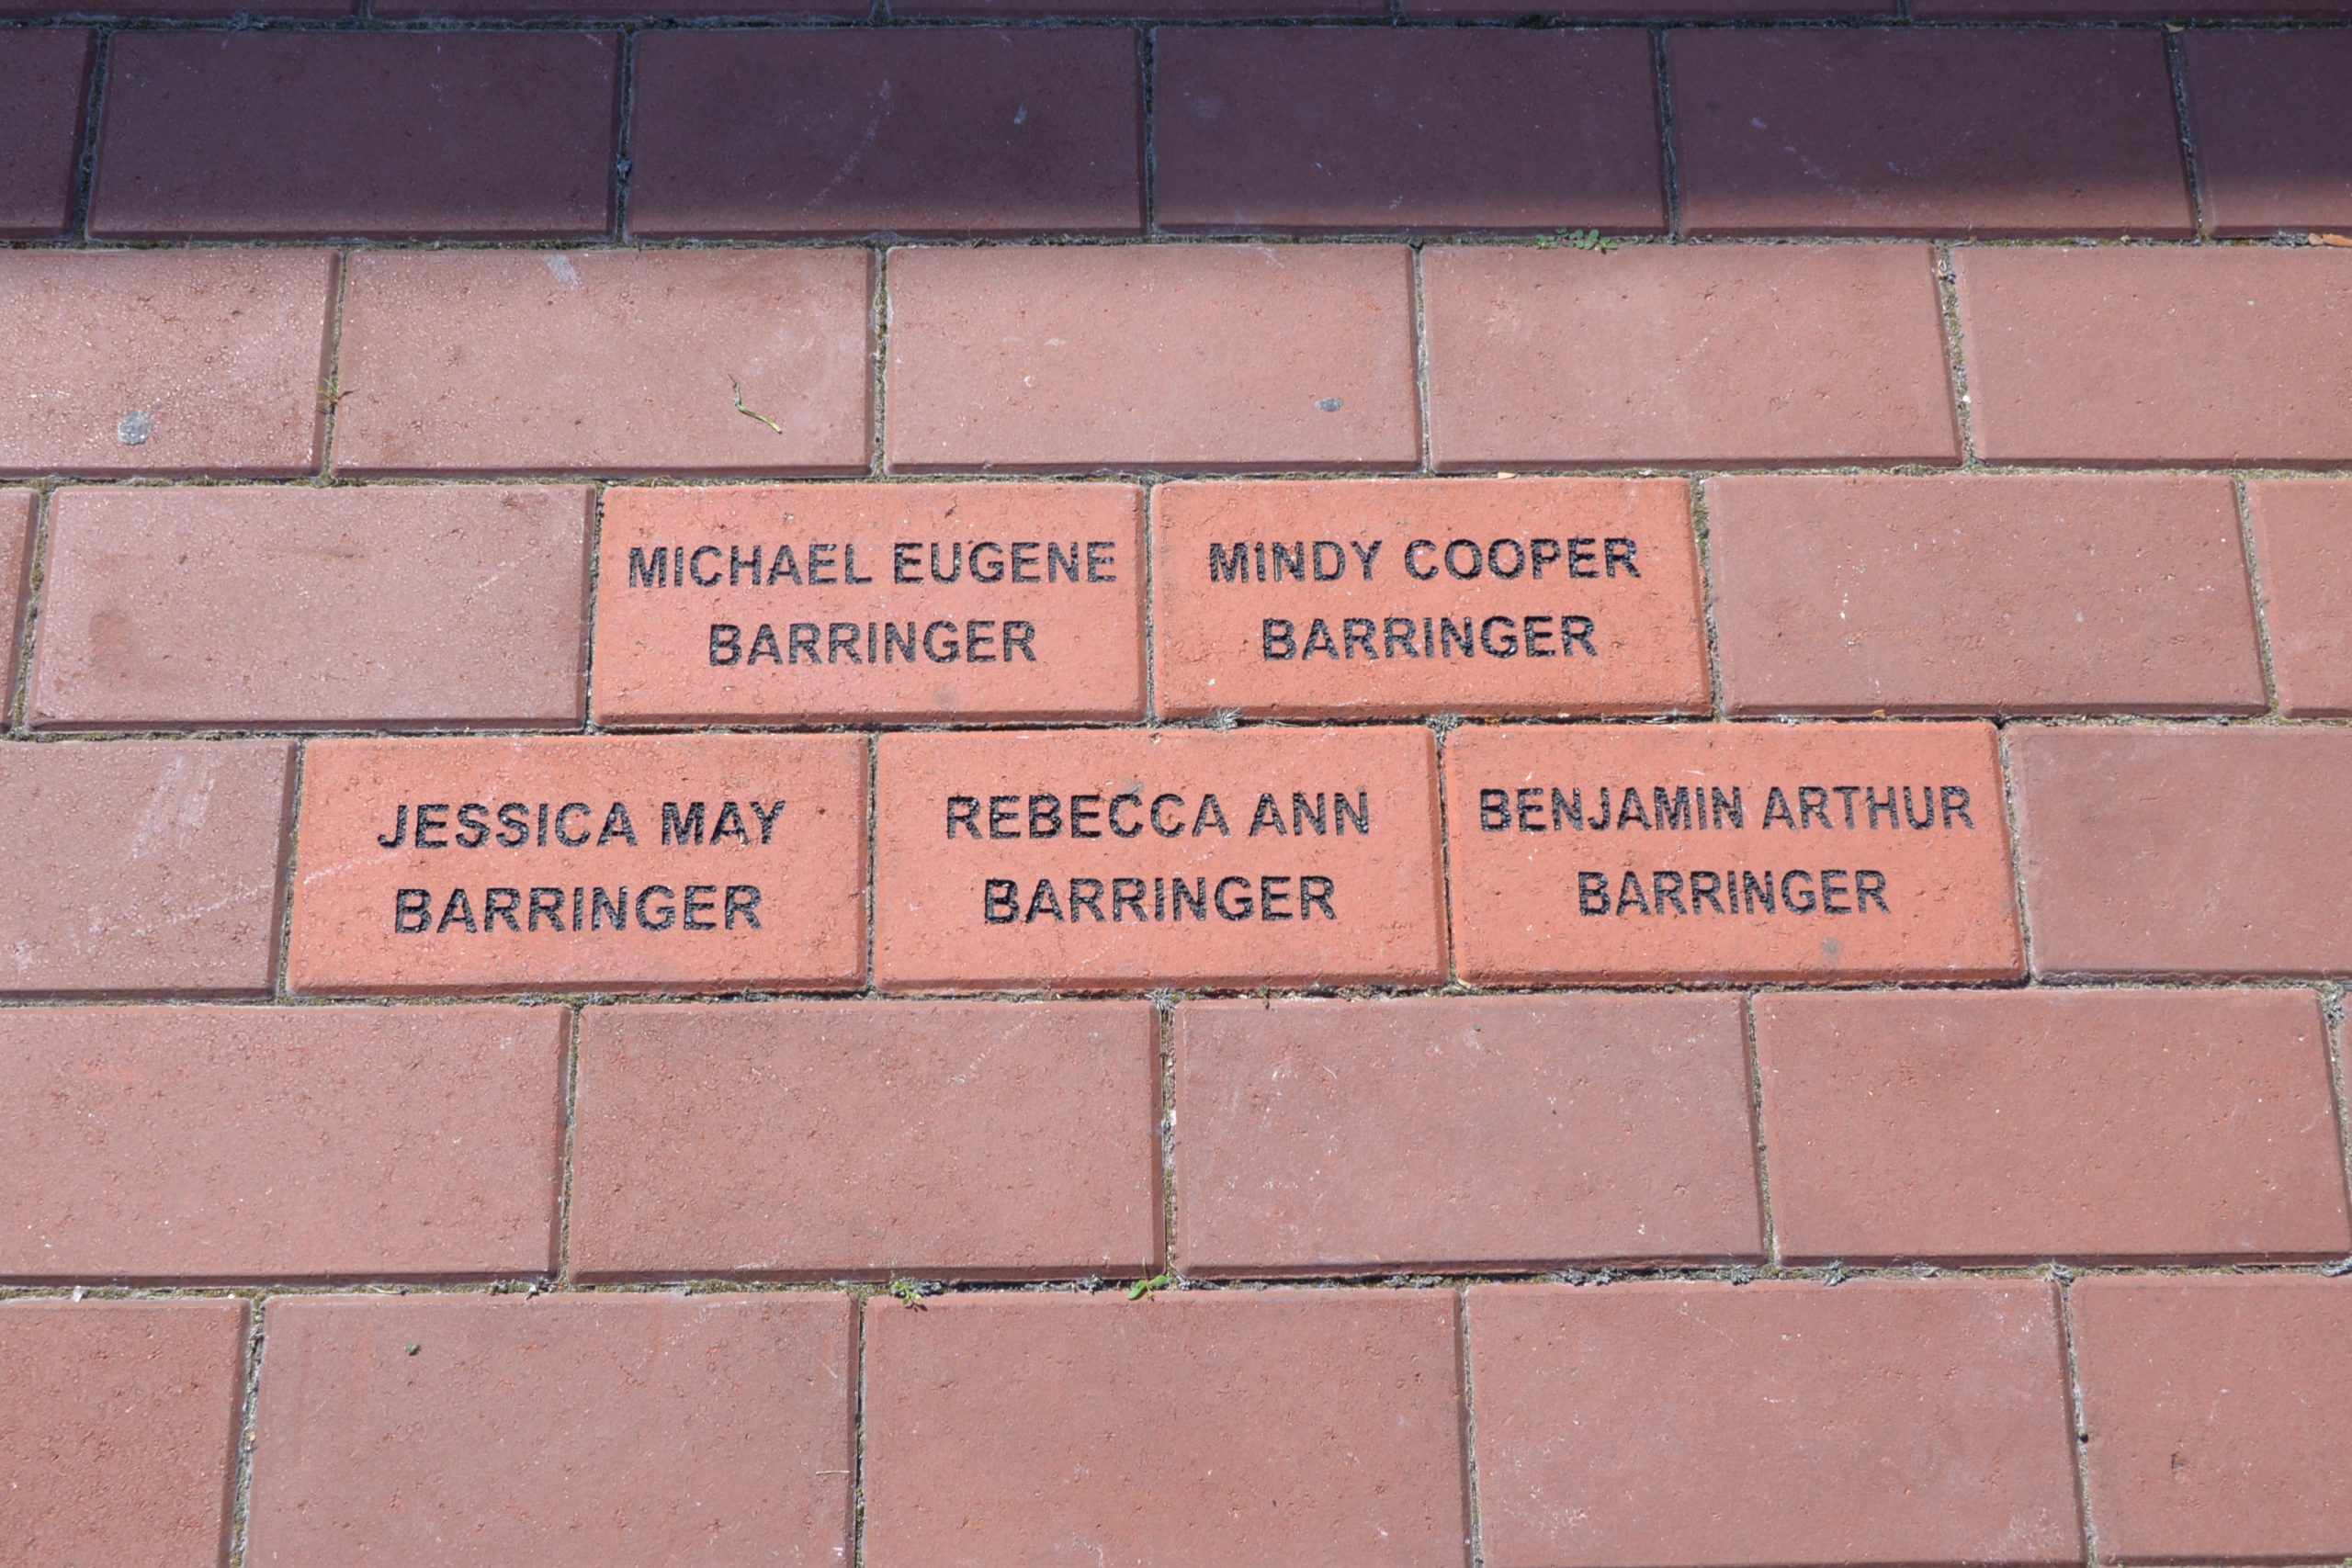 MICHAEL EUGENE
BARRINGER
MINDY COOPER
BARRINGER
JESSICA MAY
BARRINGER
REBECCA ANN
BARRINGER
BENJAMIN ARTHUR
BARRINGER